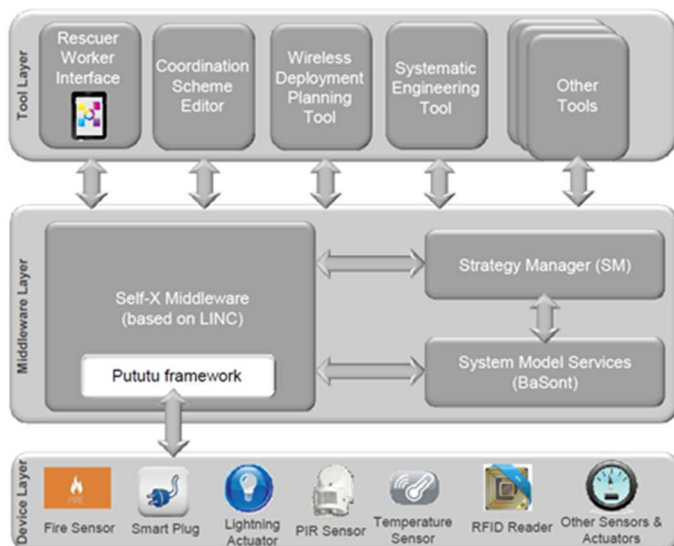 Tool Layer
Rescuer
Worker
Interface
Coordination
Scheme
Editor
Wireless
Deployment
Planning
Tool
Systematic
Engineering
Tool
Other
Tools
Middleware Layer
Self-X Middleware
(based on LINC)
Pututu framework
Strategy Manager (SM)
System Model Services
(BaSont)
Device Layer
FIRE
Fire Sensor
Smart Plug
Lightning
Actuator
PIR Sensor
Temperature
Sensor
RFID Reader
Other Sensors &
Actuators